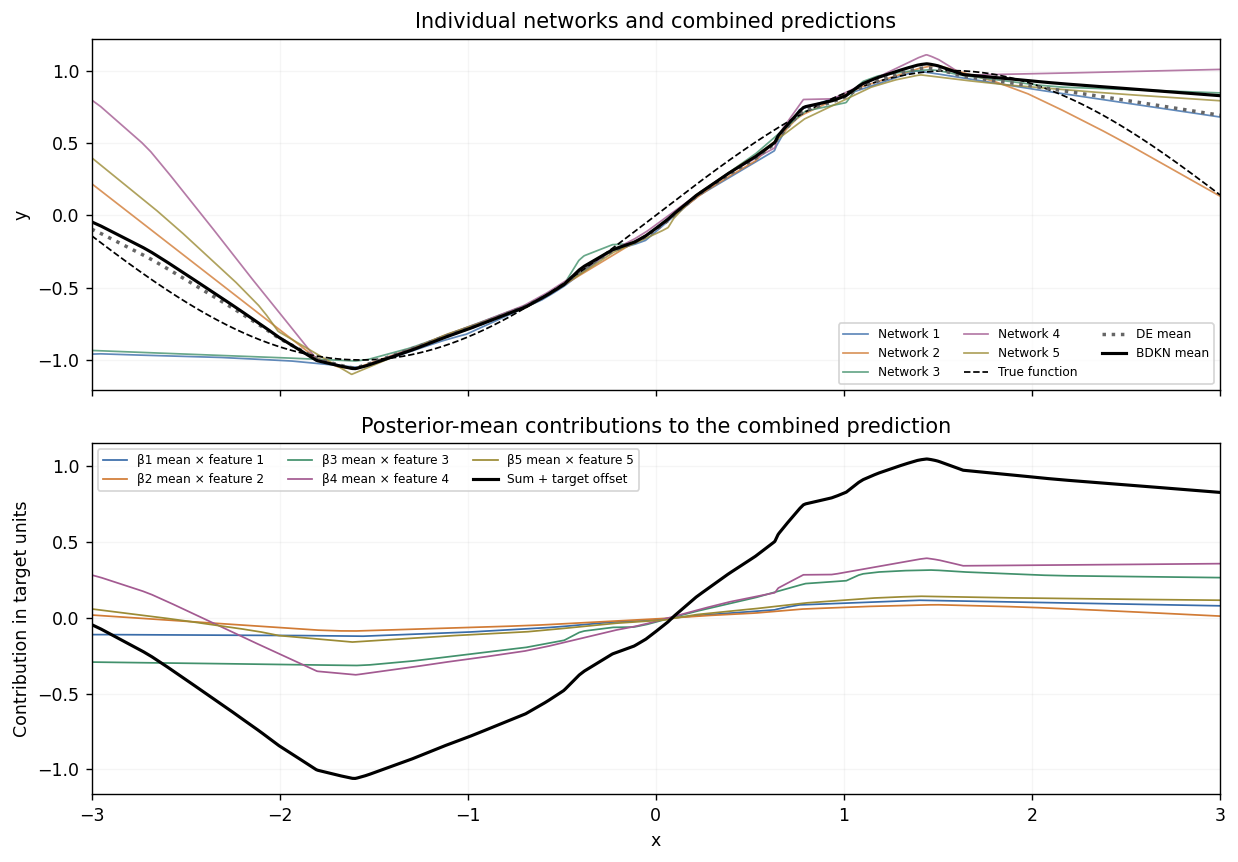 Individual networks and combined predictions
1.0
0.5
0.0
−0.5
−1.0
y
Network 1
Network 2
Network 3
Network 4
Network 5
True function
DE mean
BDKN mean
Posterior-mean contributions to the combined prediction
1.0
0.5
0.0
−0.5
−1.0
Contribution in target units
β1 mean × feature 1
β2 mean × feature 2
β3 mean × feature 3
β4 mean × feature 4
β5 mean × feature 5
Sum + target offset
−3
−2
−1
0
1
2
3
x